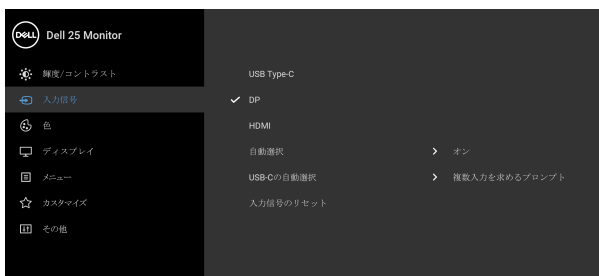 DELL Dell 25 Monitor
輝度/コントラスト
入力信号
色
ディスプレイ
メニュー
カスタマイズ
その他
USB Type-C
DP
HDMI
自動選択 オン
USB-Cの自動選択 複数入力を求めるプロンプト
入力信号のリセット